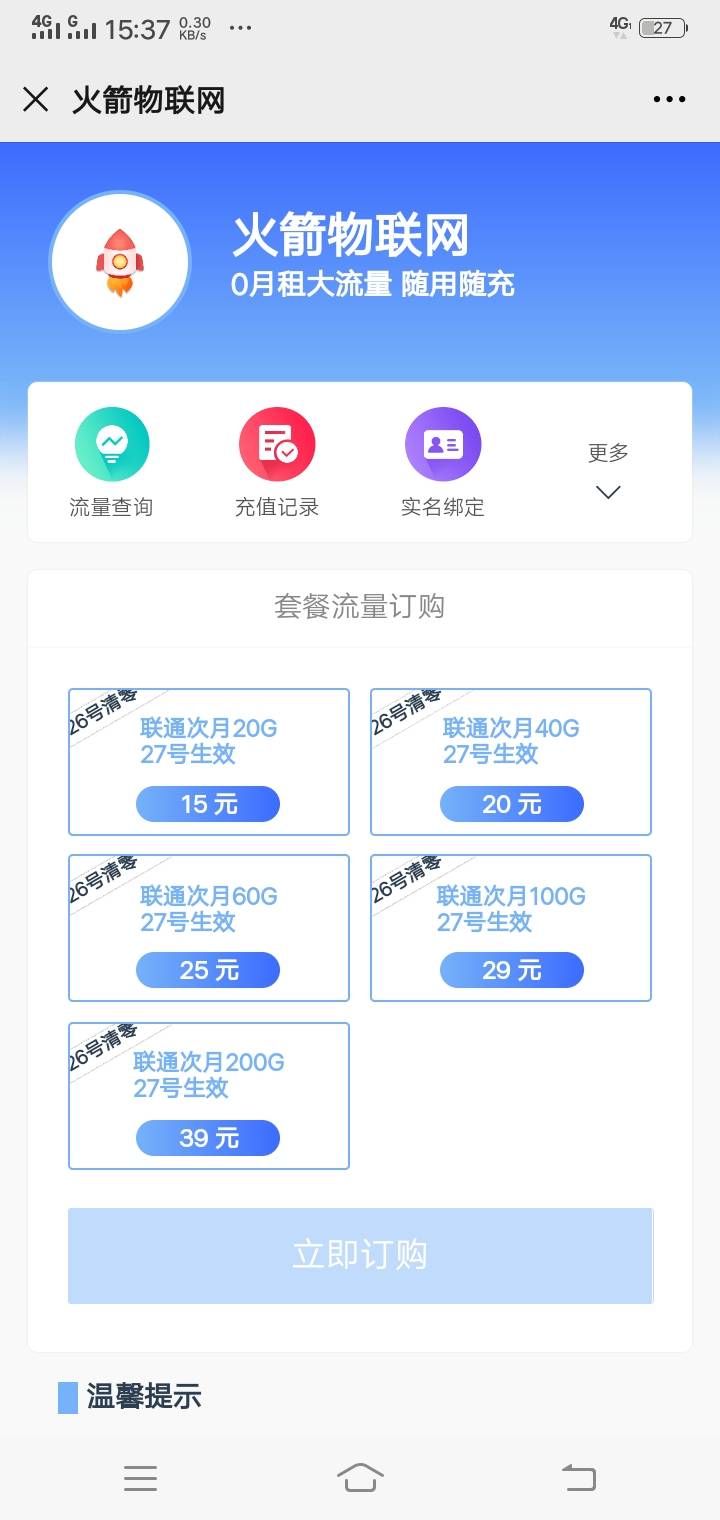 4G G 15:37 0.30 KB/s ··· 4G 27
火箭物联网
火箭物联网
0月租大流量 随用随充
流量查询 充值记录 实名绑定 更多
套餐流量订购
26号清零 26号清零
联通次月20G 联通次月40G
27号生效 27号生效
15 元 20 元
26号清零 26号清零
联通次月60G 联通次月100G
27号生效 27号生效
25 元 29 元
26号清零
联通次月200G
27号生效
39 元
立即订购
温馨提示